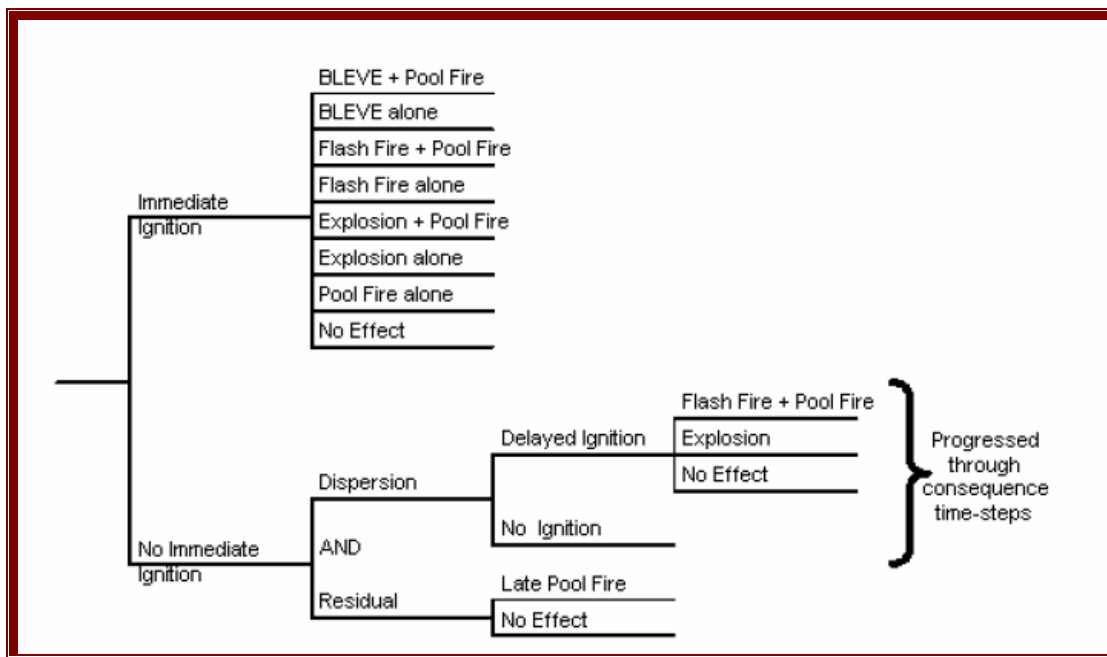 BLEVE + Pool Fire
BLEVE alone
Flash Fire + Pool Fire
Flash Fire alone
Immediate
Ignition
Explosion + Pool Fire
Explosion alone
Pool Fire alone
No Effect
Flash Fire + Pool Fire
Delayed Ignition
Explosion
No Effect
Progressed
through
consequence
time-steps
Dispersion
No Ignition
No Immediate
Ignition
AND
Residual
Late Pool Fire
No Effect